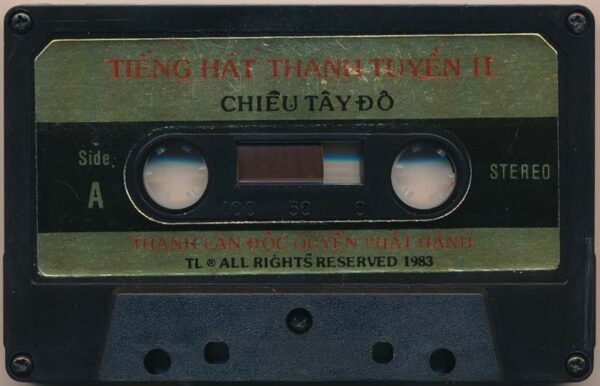 TIẾNG HÁT THANH TUYỀN II
CHIỀU TÂY ĐÔ
Side
A
STEREO
100 50 0
THANH LAN ĐỘC QUYỀN PHÁT HÀNH
TL ℗ ALL RIGHTS RESERVED 1983